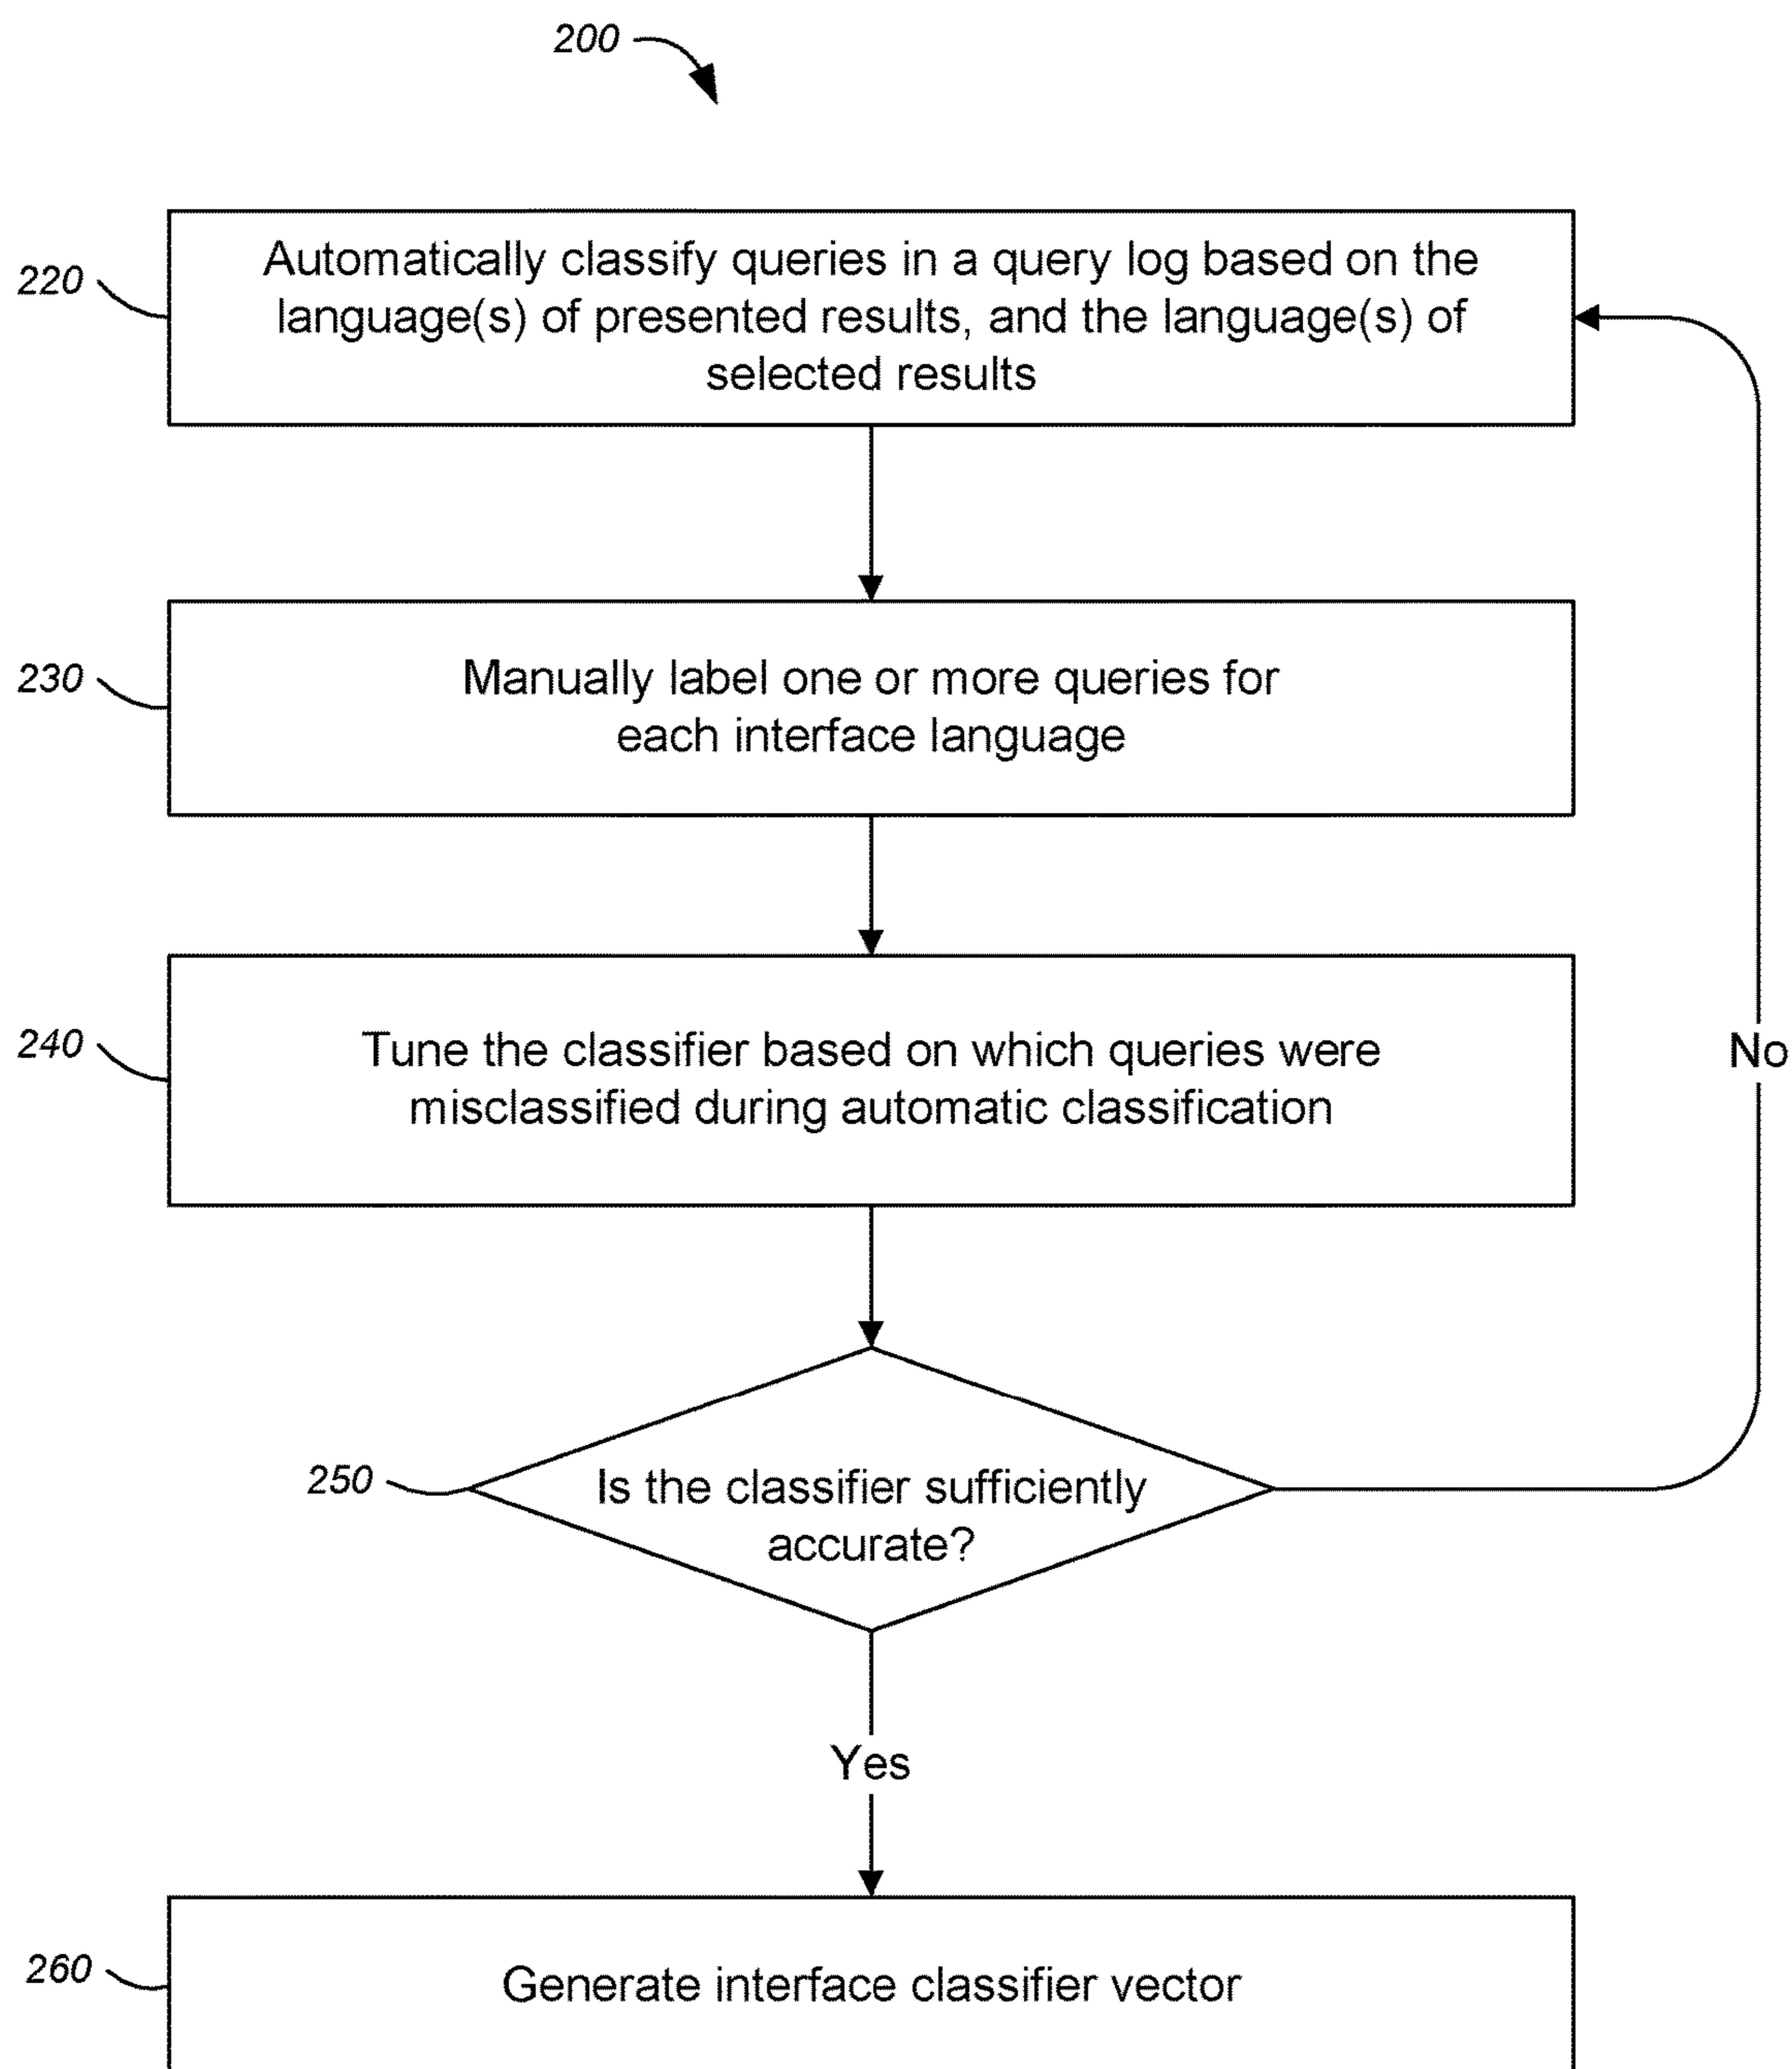 200
220
Automatically classify queries in a query log based on the
language(s) of presented results, and the language(s) of
selected results
230
Manually label one or more queries for
each interface language
240
Tune the classifier based on which queries were
misclassified during automatic classification
No
250
Is the classifier sufficiently
accurate?
Yes
260
Generate interface classifier vector